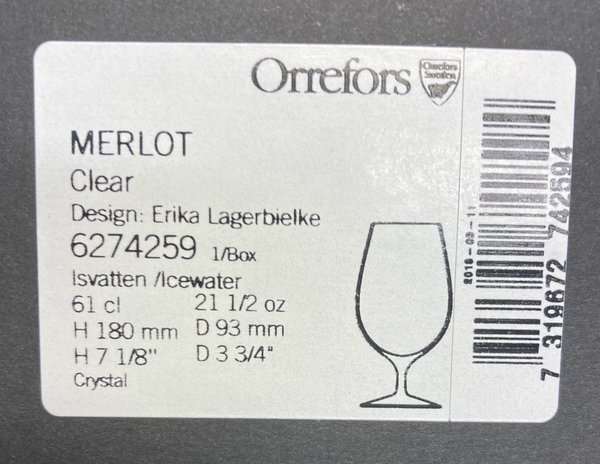 Orrefors
Orrefors
Sweden
MERLOT
Clear
Design: Erika Lagerbielke
6274259 1/Box
Isvatten /Icewater
61 cl 21 1/2 oz
H 180 mm D 93 mm
H 7 1/8" D 3 3/4"
Crystal
7 319672 742594